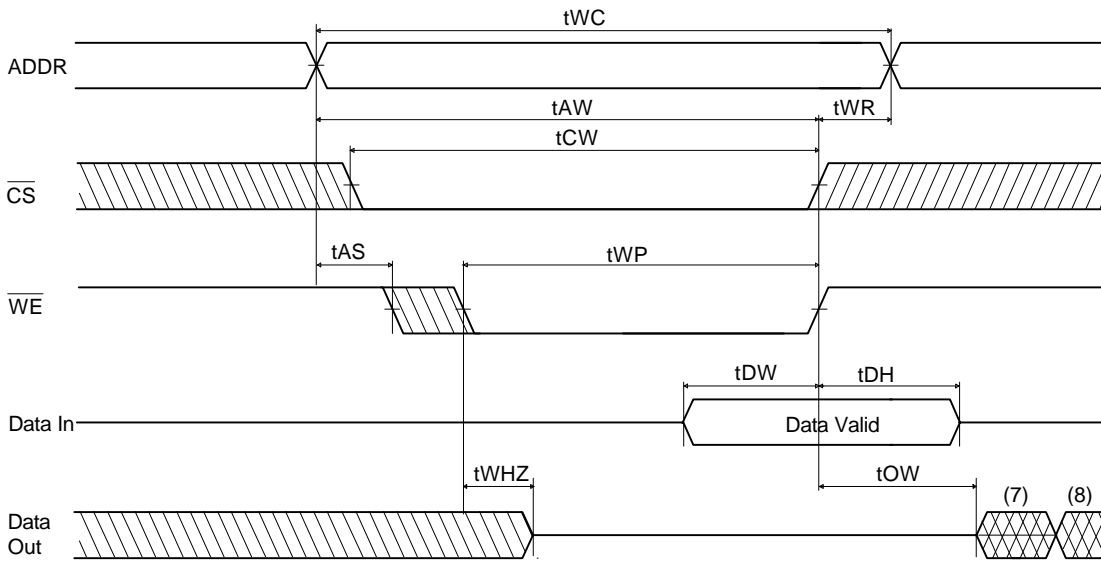 tWC
ADDR
tAW
tWR
tCW
CS
tAS
tWP
WE
tDW
tDH
Data In
Data Valid
tWHZ
tOW
(7)
(8)
Data
Out